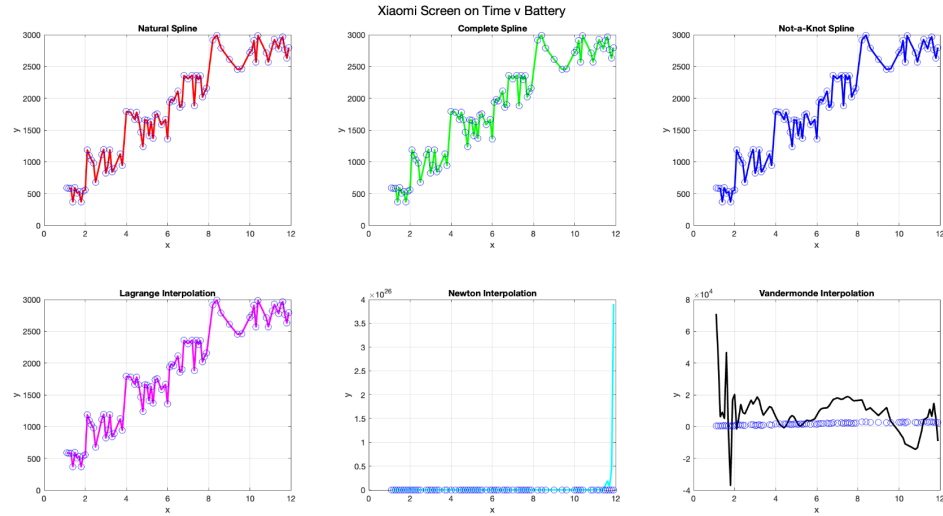 Xiaomi Screen on Time v Battery
Natural Spline
3000
2500
2000
1500
1000
500
0
y
0 2 4 6 8 10 12
x
Complete Spline
3000
2500
2000
1500
1000
500
0
y
0 2 4 6 8 10 12
x
Not-a-Knot Spline
3000
2500
2000
1500
1000
500
0
y
0 2 4 6 8 10 12
x
Lagrange Interpolation
3000
2500
2000
1500
1000
500
0
y
0 2 4 6 8 10 12
x
Newton Interpolation
×10^26
4
3.5
3
2.5
2
1.5
1
0.5
0
y
0 2 4 6 8 10 12
x
Vandermonde Interpolation
×10^4
8
6
4
2
0
-2
-4
y
0 2 4 6 8 10 12
x